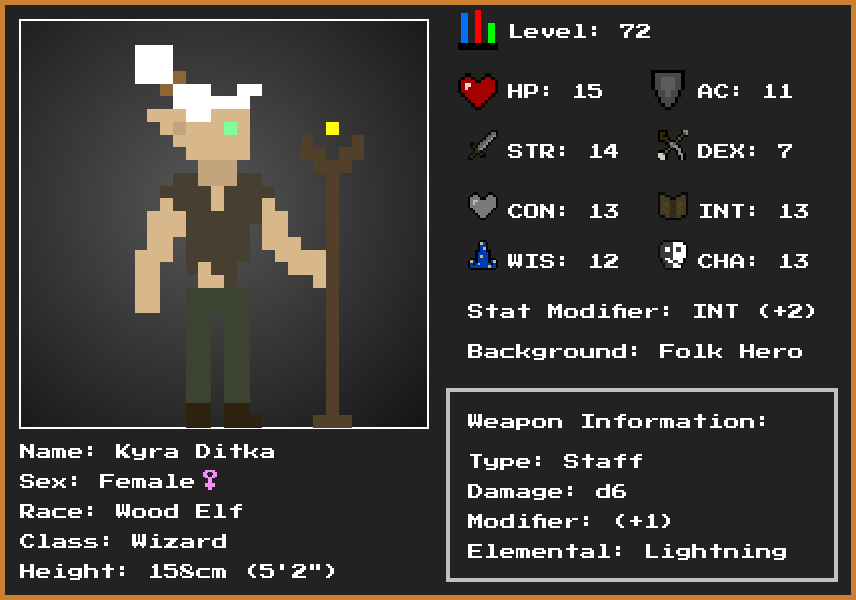 Level: 72
HP: 15
AC: 11
STR: 14
DEX: 7
CON: 13
INT: 13
WIS: 12
CHA: 13
Stat Modifier: INT (+2)
Background: Folk Hero
Name: Kyra Ditka
Sex: Female♀
Race: Wood Elf
Class: Wizard
Height: 158cm (5'2")
Weapon Information:
Type: Staff
Damage: d6
Modifier: (+1)
Elemental: Lightning